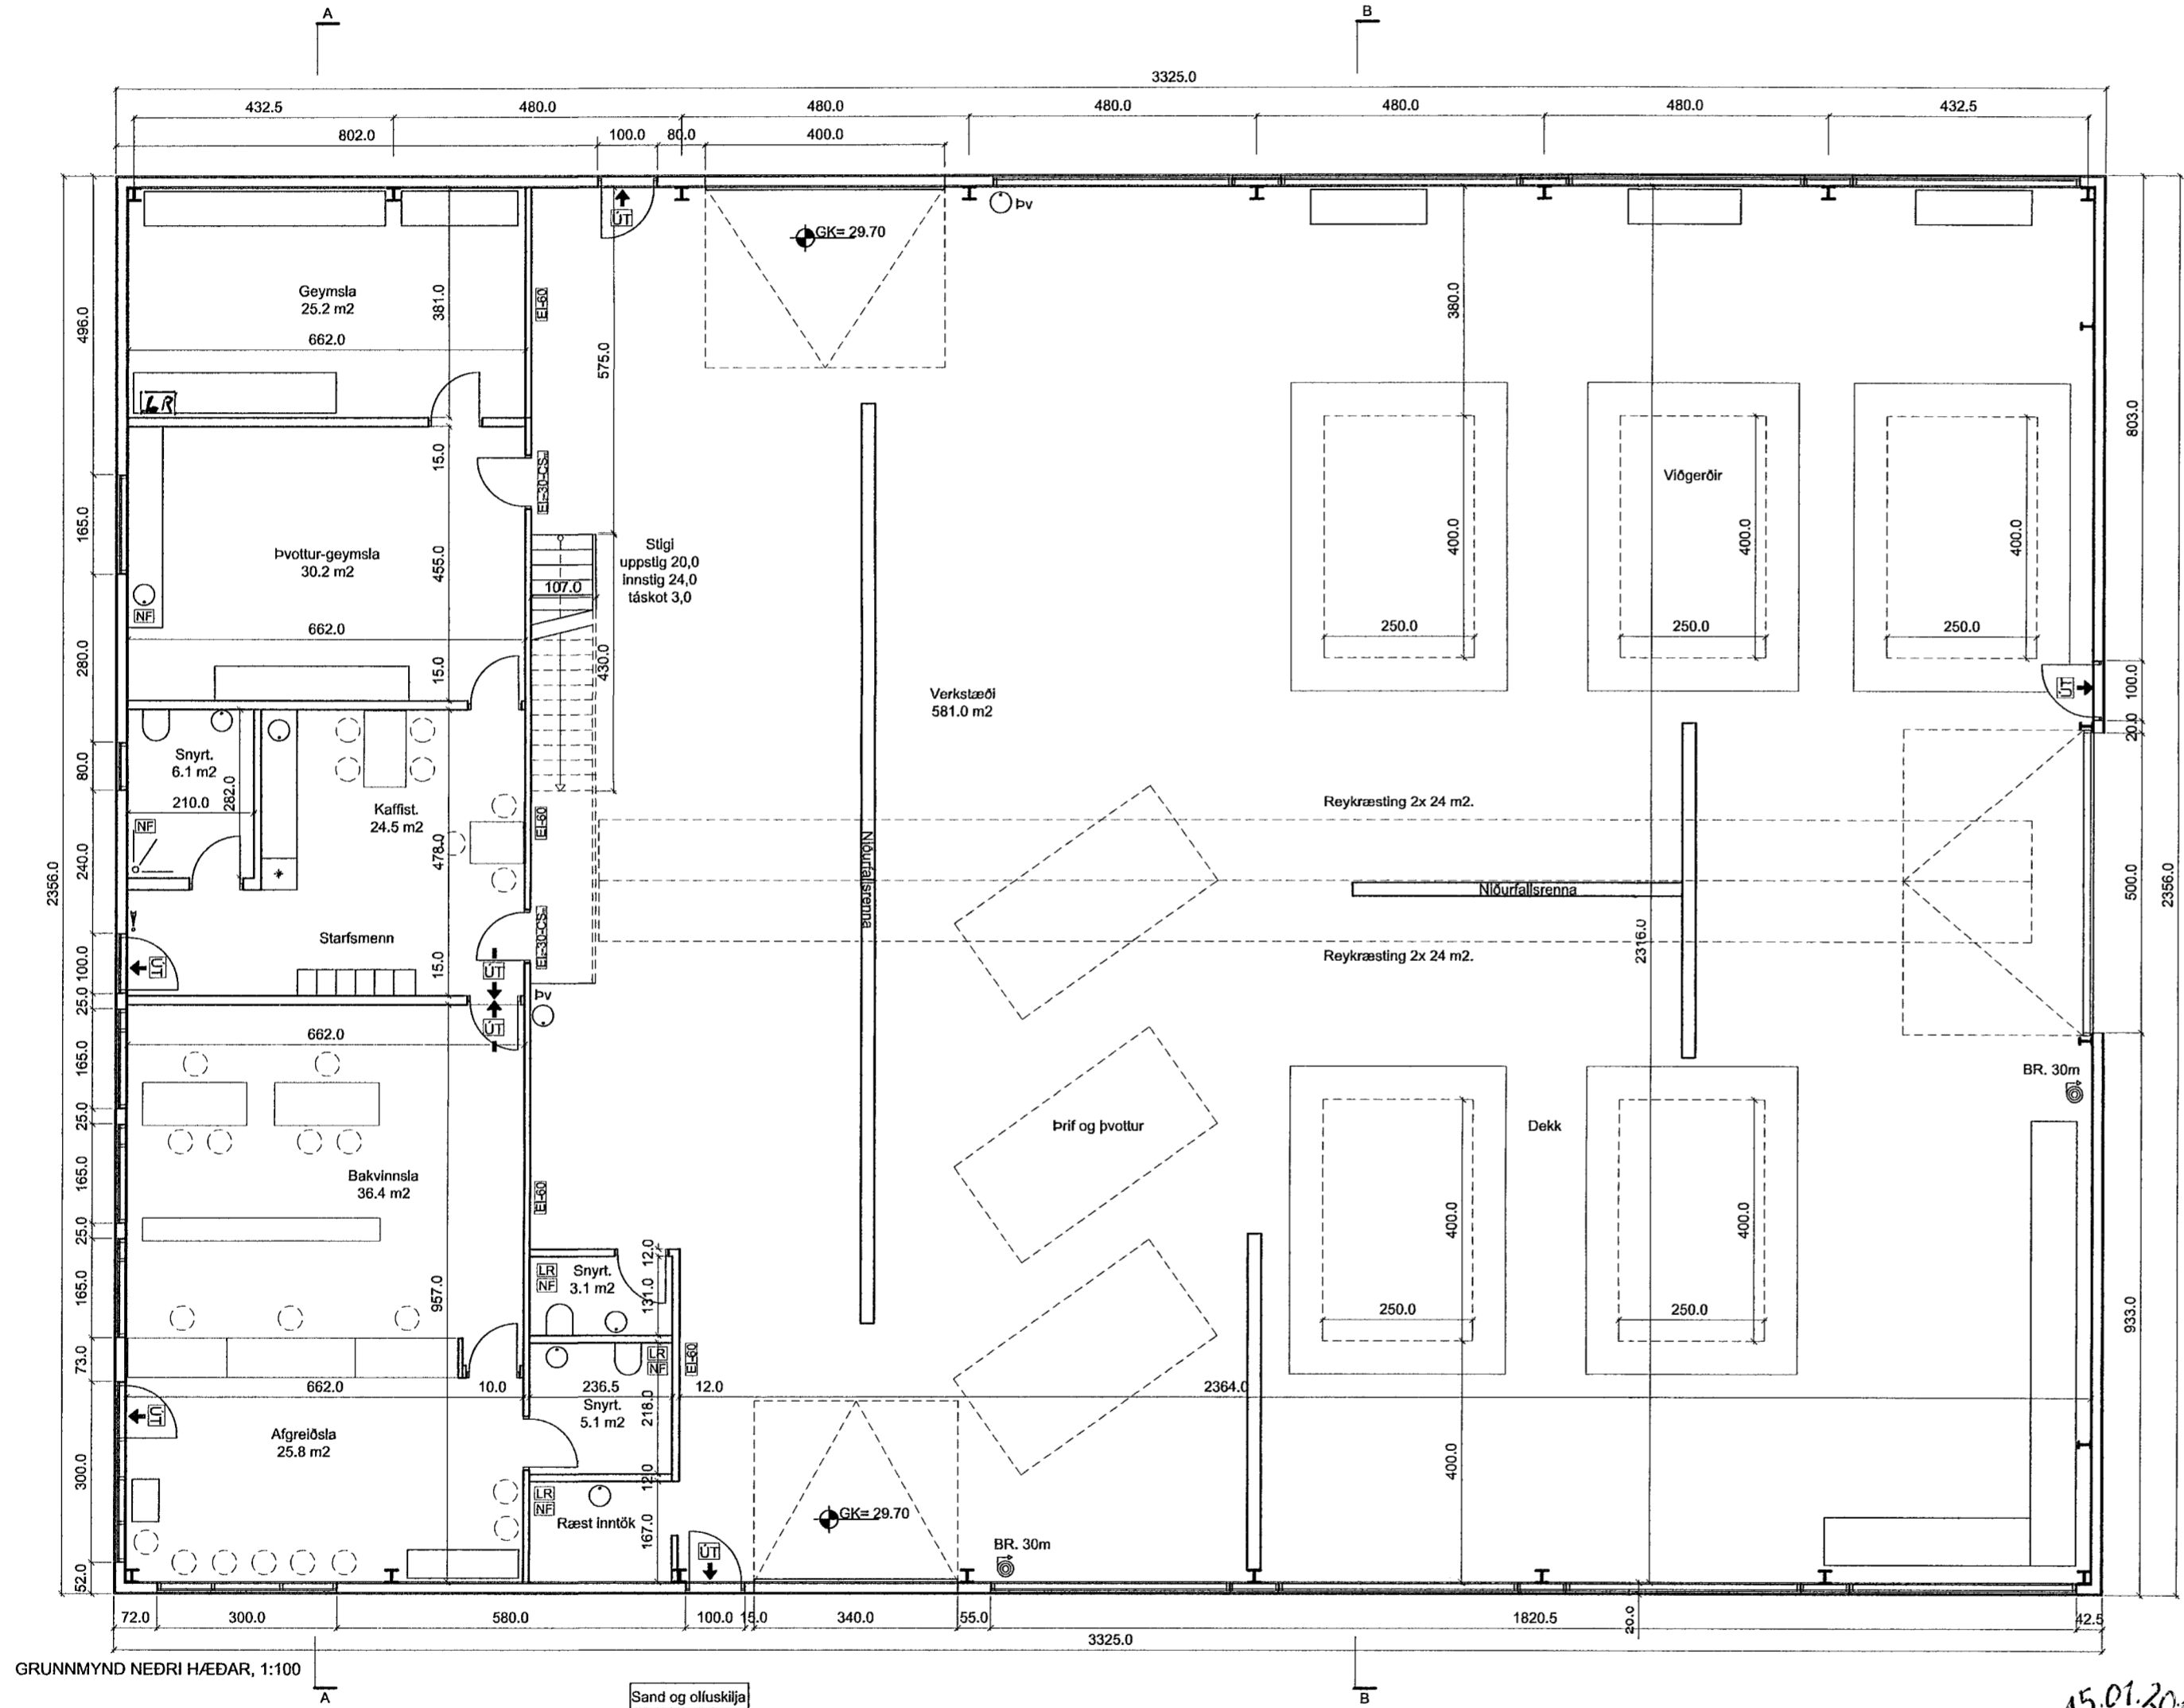 A
B
3325.0
432.5
480.0
480.0
480.0
480.0
480.0
432.5
802.0
100.0
80.0
400.0
ÚT
Þv
GK= 29.70
Geymsla
25.2 m2
381.0
EI-60
380.0
496.0
662.0
575.0
803.0
LR
15.0
EI-30-CS
Viðgerðir
165.0
400.0
400.0
400.0
Þvottur-geymsla
30.2 m2
455.0
Stigi
uppstig 20,0
innstig 24,0
táskot 3,0
107.0
NF
662.0
250.0
250.0
250.0
280.0
15.0
430.0
Verkstæði
581.0 m2
ÚT
100.0
20.0
Snyrt.
6.1 m2
80.0
210.0
282.0
Kaffist.
24.5 m2
EI-60
Reykræsting 2x 24 m2.
NF
478.0
Niðurfallsrenna
2356.0
240.0
Niðurfallsrenna
500.0
2356.0
Starfsmenn
EI-30-CS
2316.0
Reykræsting 2x 24 m2.
100.0
ÚT
15.0
ÚT
25.0
Þv
ÚT
662.0
165.0
BR. 30m
25.0
Þrif og þvottur
Dekk
165.0
Bakvinnsla
36.4 m2
EI-60
400.0
400.0
25.0
12.0
LR
NF
Snyrt.
3.1 m2
131.0
165.0
957.0
250.0
250.0
933.0
73.0
LR
NF
EI-60
662.0
10.0
236.5
12.0
2364.0
Snyrt.
5.1 m2
218.0
ÚT
Afgreiðsla
25.8 m2
300.0
400.0
12.0
LR
NF
Ræst inntök
167.0
GK= 29.70
ÚT
BR. 30m
52.0
72.0
300.0
580.0
100.0
15.0
340.0
55.0
1820.5
20.0
42.5
3325.0
GRUNNMYND NEÐRI HÆÐAR, 1:100
A
B
Sand og olíuskilja